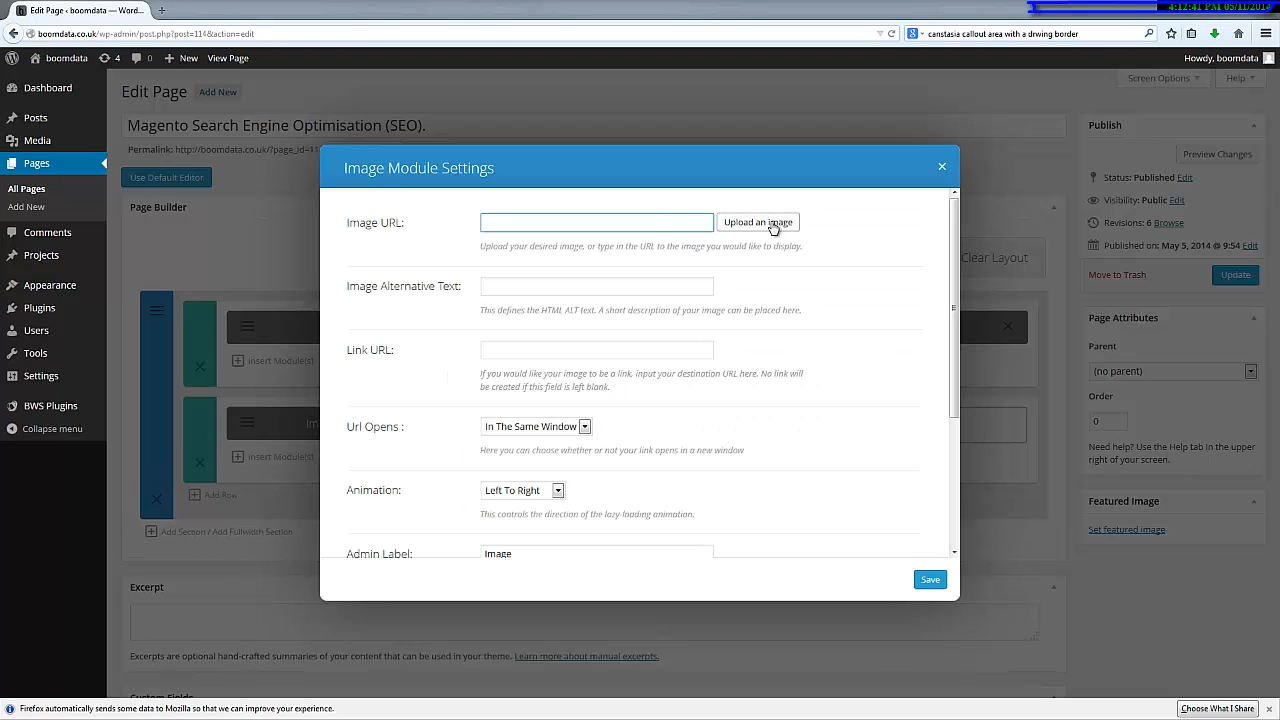 Edit Page ‹ boomdata — Word...
4:12:41 PM 05/11/201
boomdata.co.uk/wp-admin/post.php?post=114&action=edit
canstasia callout area with a drwing border
boomdata 4 0 New View Page
Howdy, boomdata
Dashboard
Posts
Media
Pages
All Pages
Add New
Comments
Projects
Appearance
Plugins
Users
Tools
Settings
BWS Plugins
Collapse menu
Screen Options Help
Edit Page Add New
Magento Search Engine Optimisation (SEO).
Permalink: http://boomdata.co.uk/?page_id=11
Use Default Editor
Page Builder
Clear Layout
Insert Module(s)
Im
Insert Module(s)
Add Row
Add Section / Add Fullwidth Section
Image Module Settings
Image URL:
Upload an image
Upload your desired image, or type in the URL to the image you would like to display.
Image Alternative Text:
This defines the HTML ALT text. A short description of your image can be placed here.
Link URL:
If you would like your image to be a link, input your destination URL here. No link will
be created if this field is left blank.
Url Opens : In The Same Window
Here you can choose whether or not your link opens in a new window
Animation: Left To Right
This controls the direction of the lazy-loading animation.
Admin Label: Image
Save
Excerpt
Excerpts are optional hand-crafted summaries of your content that can be used in your theme. Learn more about manual excerpts.
Custom Fields
Publish
Preview Changes
Status: Published Edit
Visibility: Public Edit
Revisions: 6 Browse
Published on: May 5, 2014 @ 9:54 Edit
Move to Trash
Update
Page Attributes
Parent
(no parent)
Order
0
Need help? Use the Help tab in the upper
right of your screen.
Featured Image
Set featured image
Firefox automatically sends some data to Mozilla so that we can improve your experience.
Choose What I Share